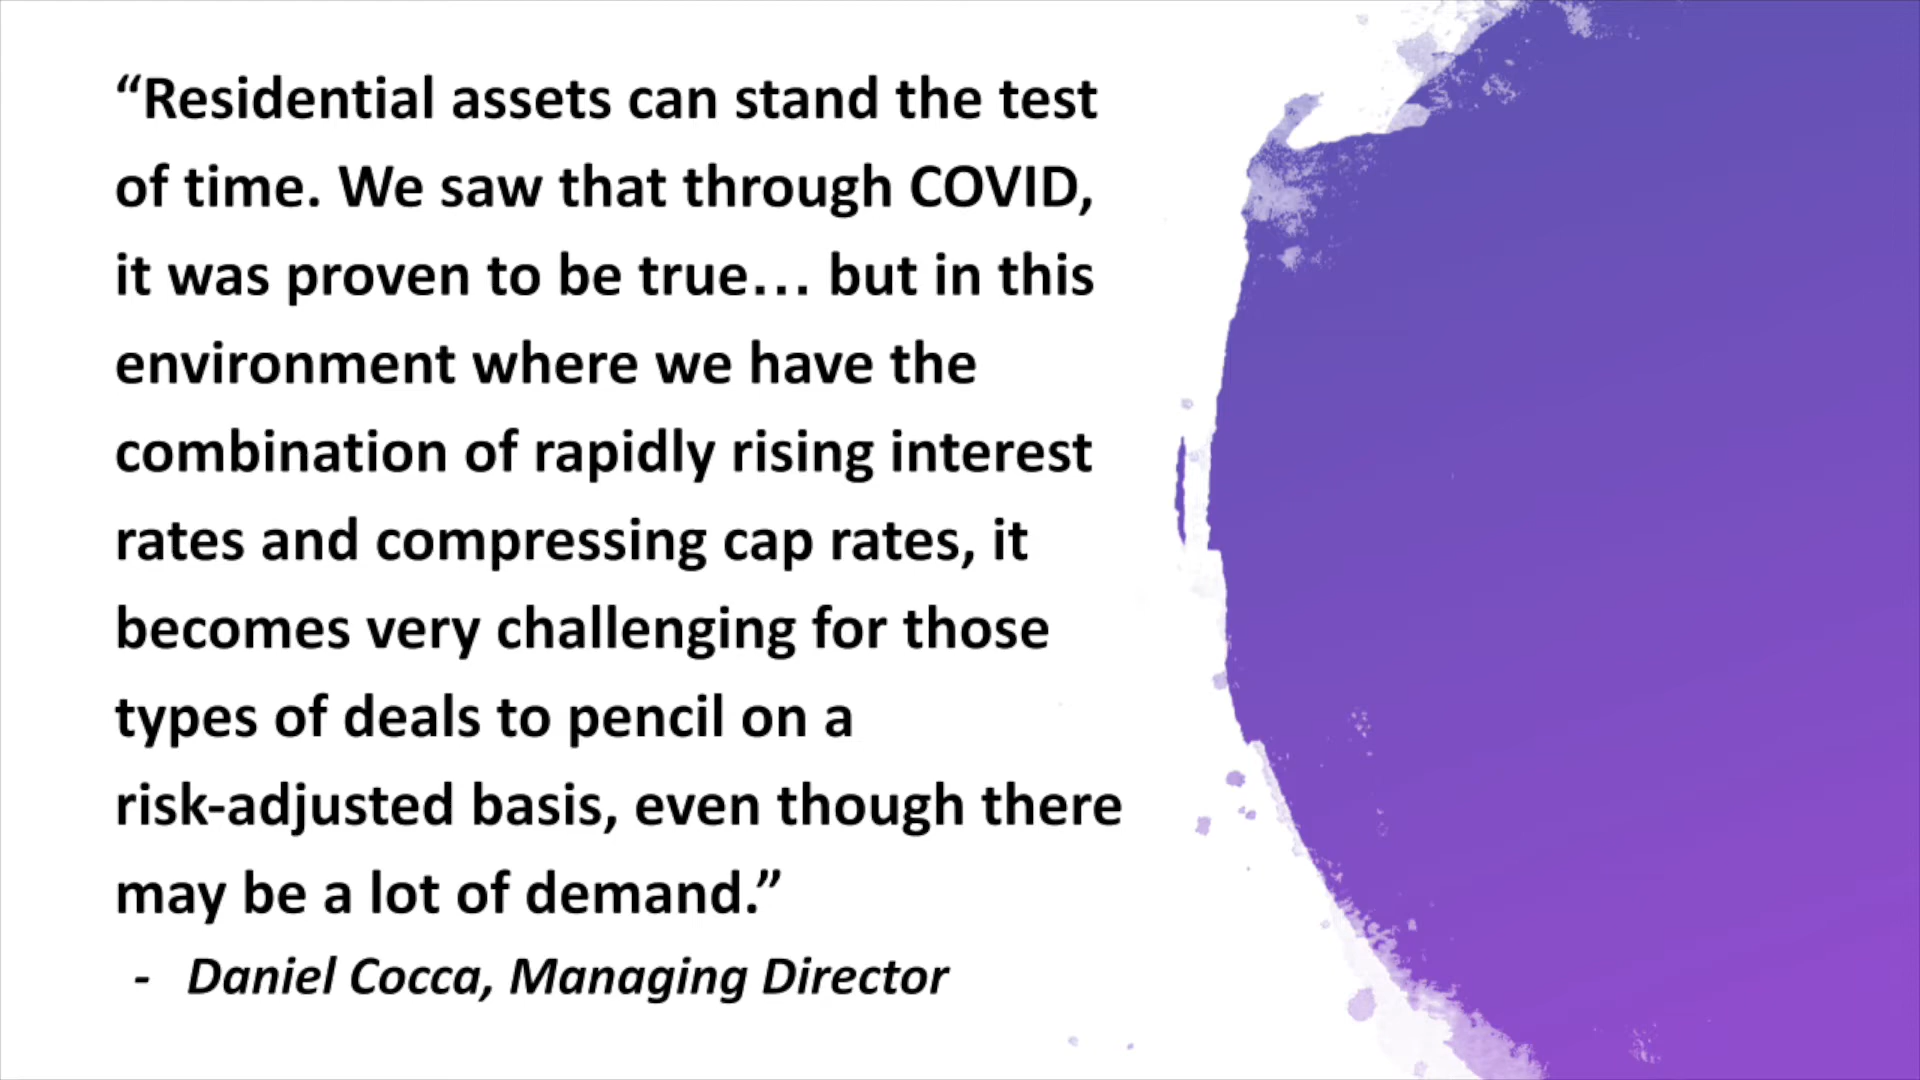 “Residential assets can stand the test
of time. We saw that through COVID,
it was proven to be true… but in this
environment where we have the
combination of rapidly rising interest
rates and compressing cap rates, it
becomes very challenging for those
types of deals to pencil on a
risk-adjusted basis, even though there
may be a lot of demand.”
- Daniel Cocca, Managing Director